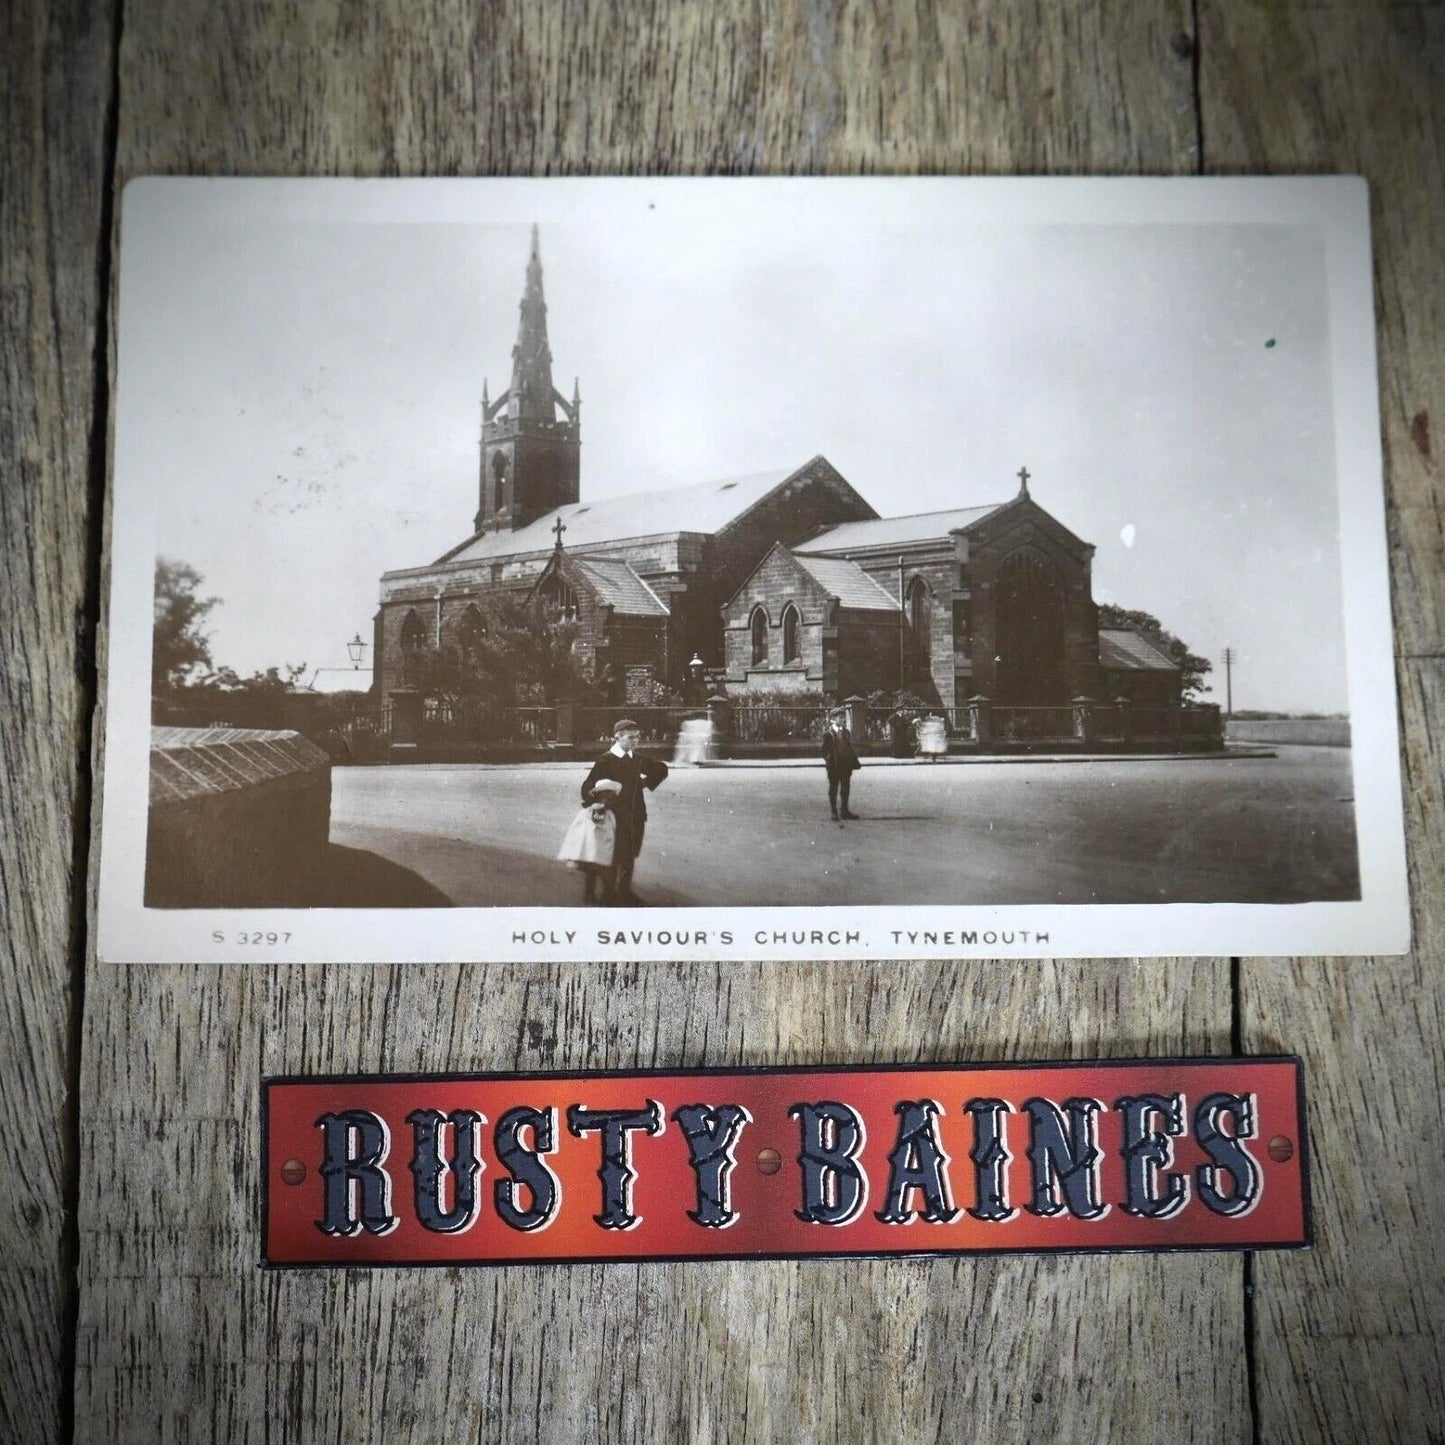 S 3297 HOLY SAVIOUR'S CHURCH, TYNEMOUTH
RUSTY BAINES